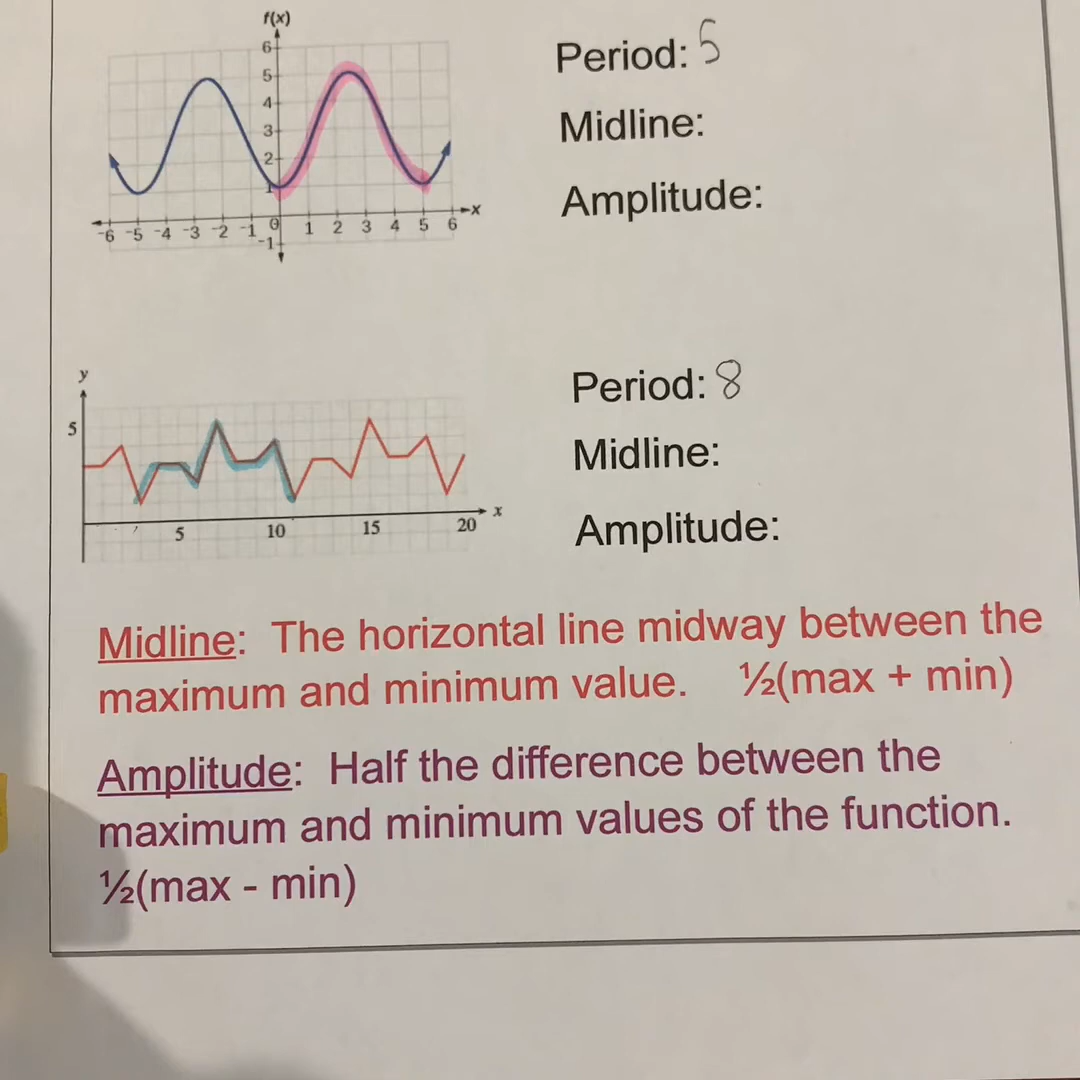 f(x)
6
5
4
3
2
1
-6 -5 -4 -3 -2 -1 0 1 2 3 4 5 6 x
-1
Period: 5
Midline:
Amplitude:
y
5
5 10 15 20 x
Period: 8
Midline:
Amplitude:
Midline: The horizontal line midway between the
maximum and minimum value. ½(max + min)
Amplitude: Half the difference between the
maximum and minimum values of the function.
½(max - min)